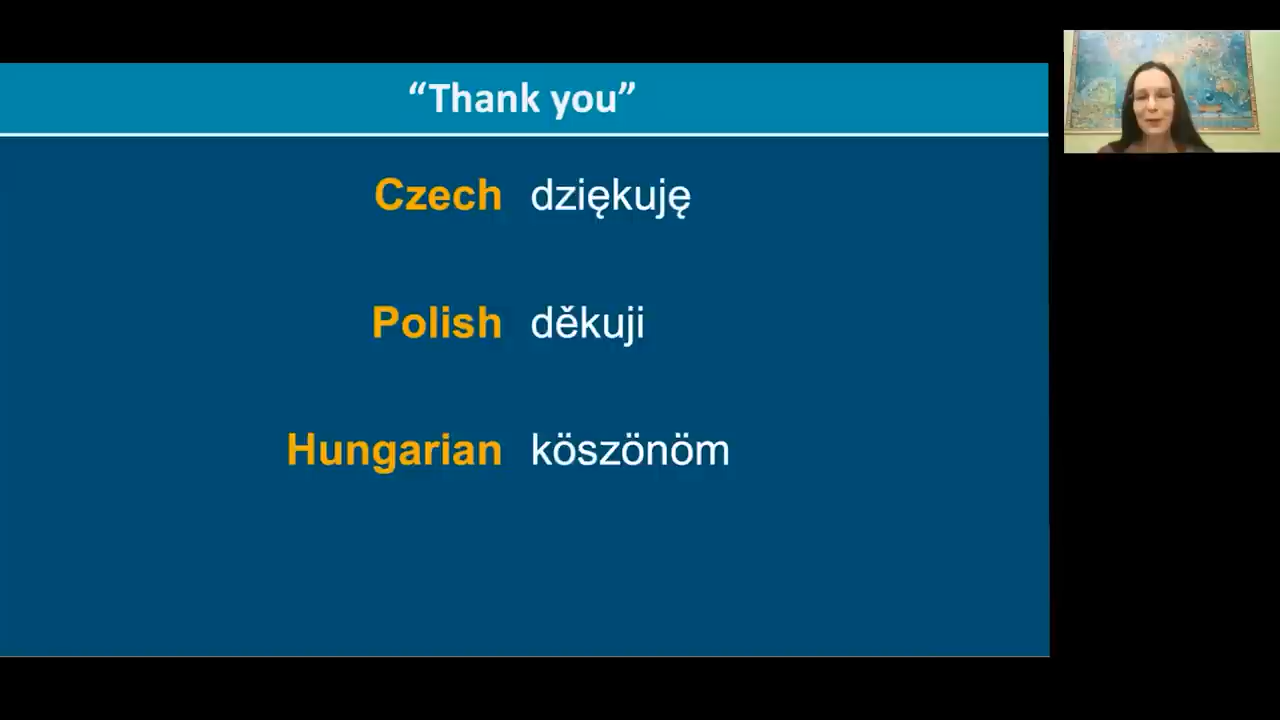 “Thank you”
Czech dziękuję
Polish děkuji
Hungarian köszönöm